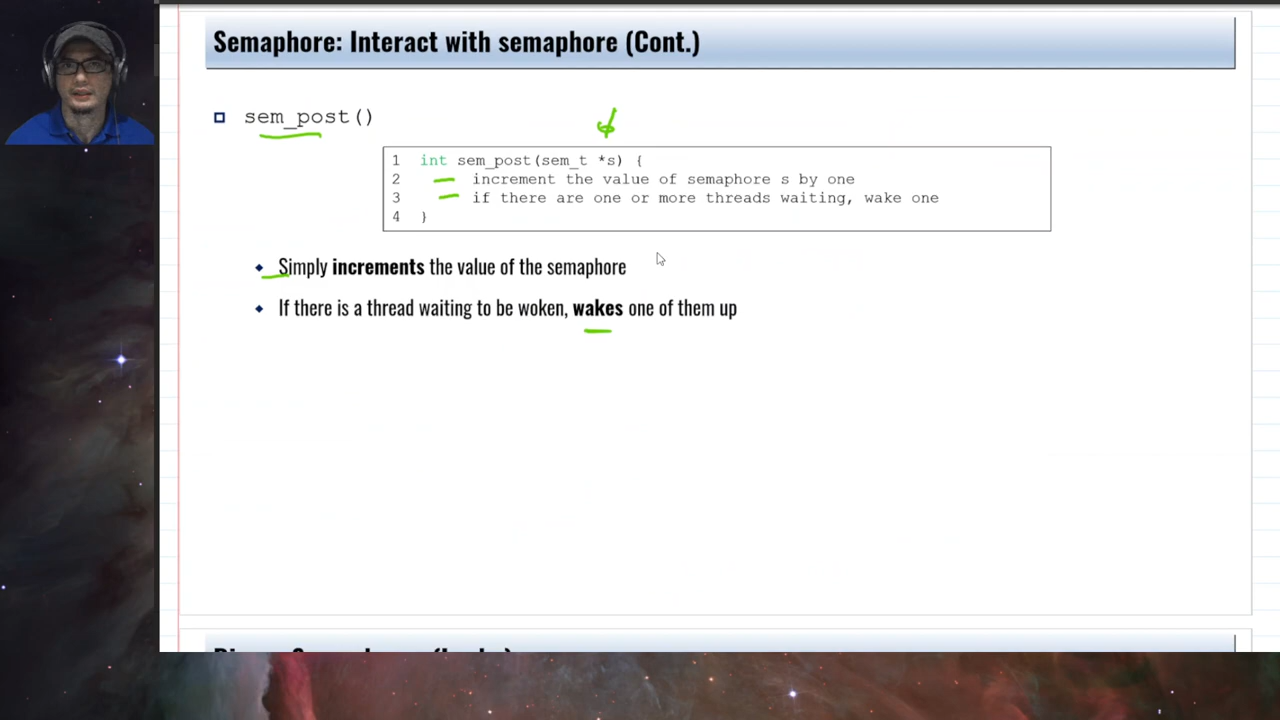 Semaphore: Interact with semaphore (Cont.)
sem_post()
1 int sem_post(sem_t *s) {
2 increment the value of semaphore s by one
3 if there are one or more threads waiting, wake one
4 }
Simply increments the value of the semaphore
If there is a thread waiting to be woken, wakes one of them up